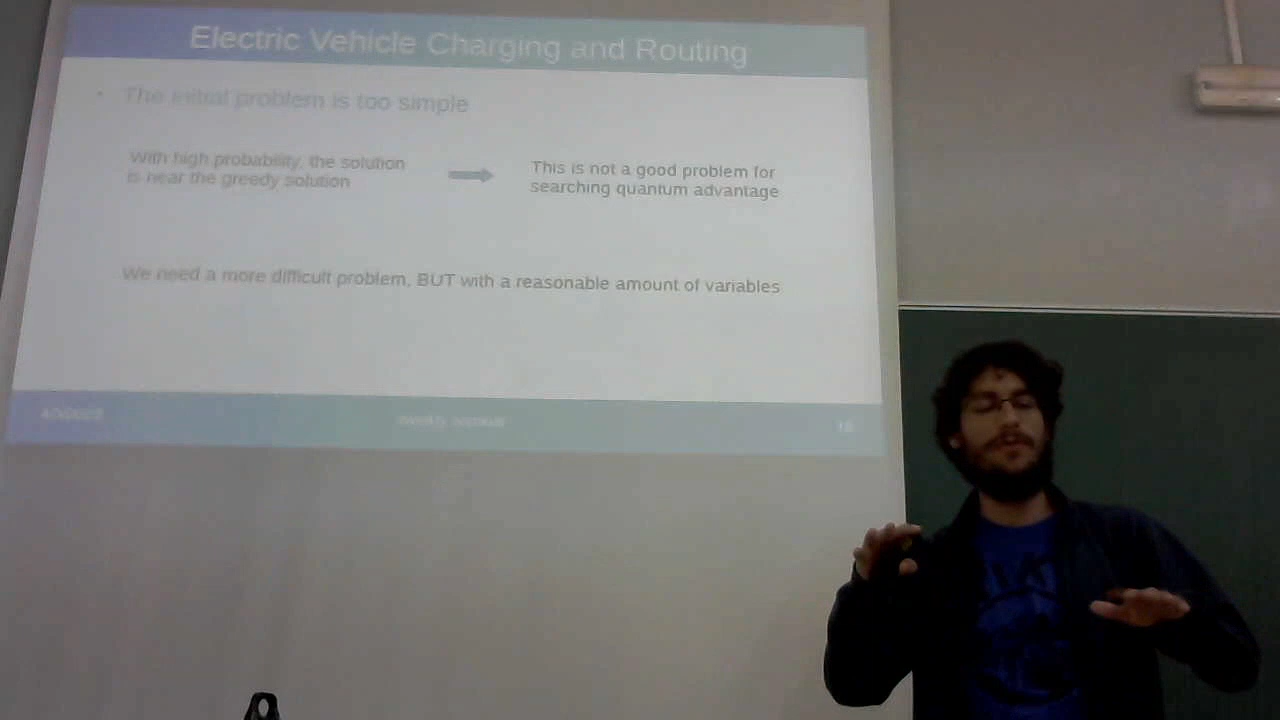 Electric Vehicle Charging and Routing
• The initial problem is too simple
With high probability, the solution
is near the greedy solution
This is not a good problem for
searching quantum advantage
We need a more difficult problem, BUT with a reasonable amount of variables